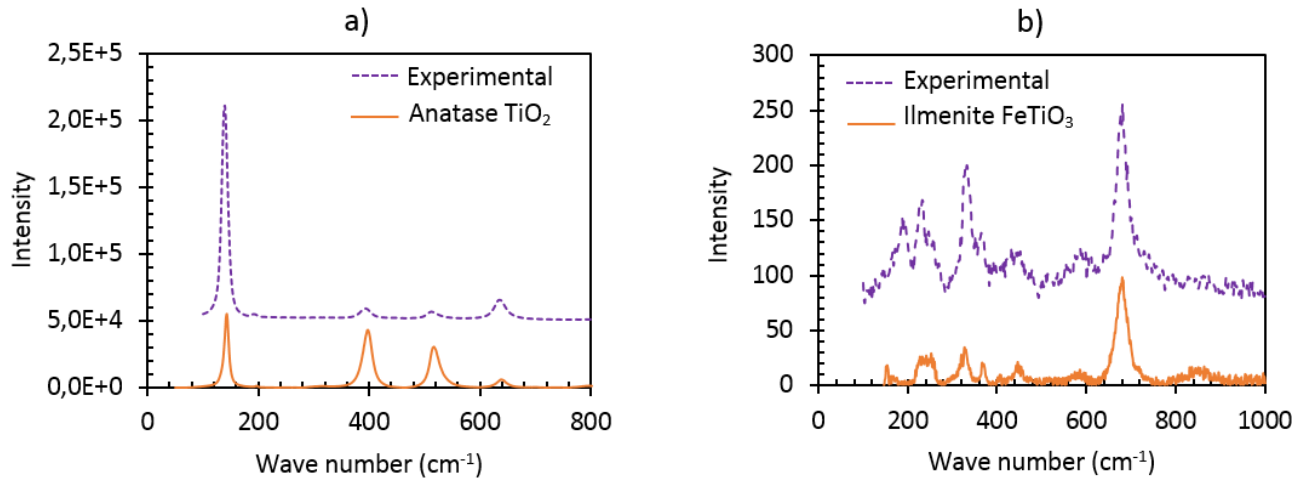 a)
2,5E+5
2,0E+5
1,5E+5
1,0E+5
5,0E+4
0,0E+0
Intensity
Experimental
Anatase TiO₂
0 200 400 600 800
Wave number (cm⁻¹)
b)
300
250
200
150
100
50
0
Intensity
Experimental
Ilmenite FeTiO₃
0 200 400 600 800 1000
Wave number (cm⁻¹)